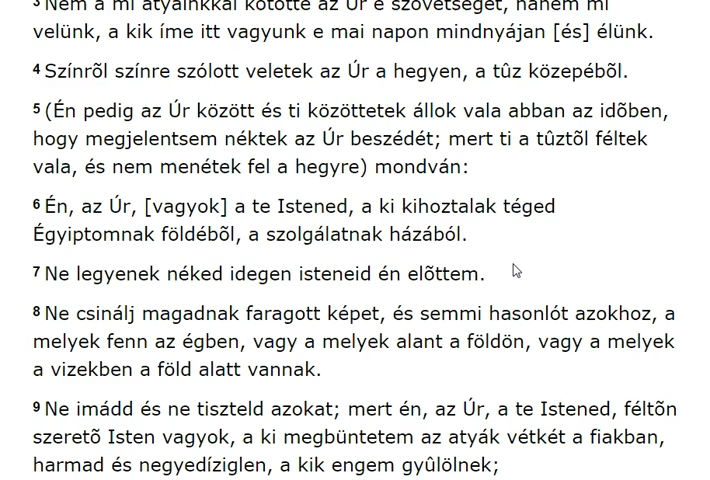 3 Nem a mi atyáinkkal kötötte az Úr e szövetséget, hanem mi
velünk, a kik íme itt vagyunk e mai napon mindnyájan [és] élünk.
4 Színrõl színre szólott veletek az Úr a hegyen, a tûz közepébõl.
5 (Én pedig az Úr között és ti közöttetek állok vala abban az idõben,
hogy megjelentsem néktek az Úr beszédét; mert ti a tûztõl féltek
vala, és nem menétek fel a hegyre) mondván:
6 Én, az Úr, [vagyok] a te Istened, a ki kihoztalak téged
Égyiptomnak földébõl, a szolgálatnak házából.
7 Ne legyenek néked idegen isteneid én elõttem.
8 Ne csinálj magadnak faragott képet, és semmi hasonlót azokhoz, a
melyek fenn az égben, vagy a melyek alant a földön, vagy a melyek
a vizekben a föld alatt vannak.
9 Ne imádd és ne tiszteld azokat; mert én, az Úr, a te Istened, féltõn
szeretõ Isten vagyok, a ki megbüntetem az atyák vétkét a fiakban,
harmad és negyedíziglen, a kik engem gyûlölnek;